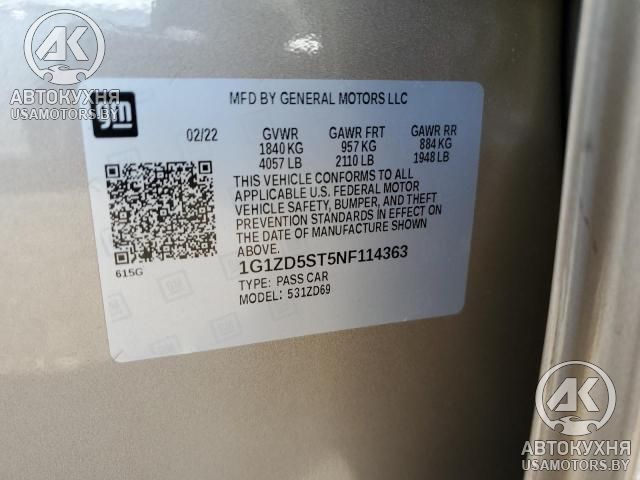 AK
АВТОКУХНЯ
USAMOTORS.BY
gm
MFD BY GENERAL MOTORS LLC
02/22
GVWR
1840 KG
4057 LB
GAWR FRT
957 KG
2110 LB
GAWR RR
884 KG
1948 LB
THIS VEHICLE CONFORMS TO ALL
APPLICABLE U.S. FEDERAL MOTOR
VEHICLE SAFETY, BUMPER, AND THEFT
PREVENTION STANDARDS IN EFFECT ON
THE DATE OF MANUFACTURE SHOWN
ABOVE.
615G
1G1ZD5ST5NF114363
TYPE: PASS CAR
MODEL: 531ZD69
AK
АВТОКУХНЯ
USAMOTORS.BY